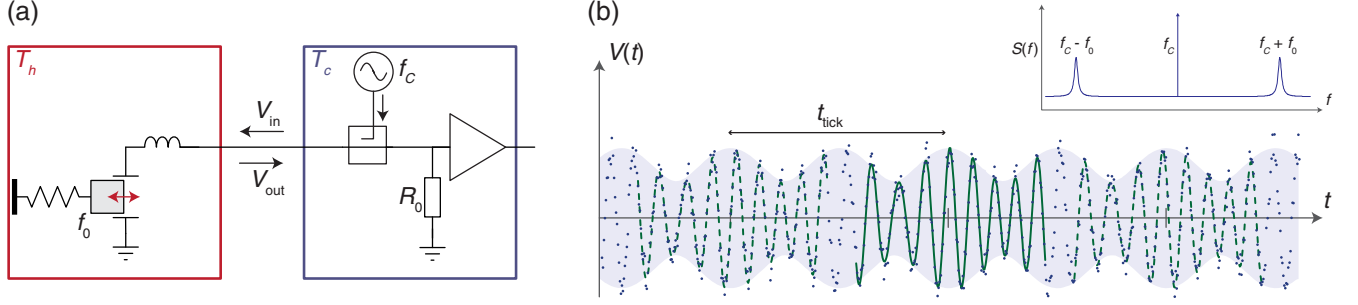 (a)
T_h
T_c
f_C
V_in
V_out
f_0
R_0
(b)
V(t)
t_tick
t
S(f)
f_C - f_0
f_C
f_C + f_0
f